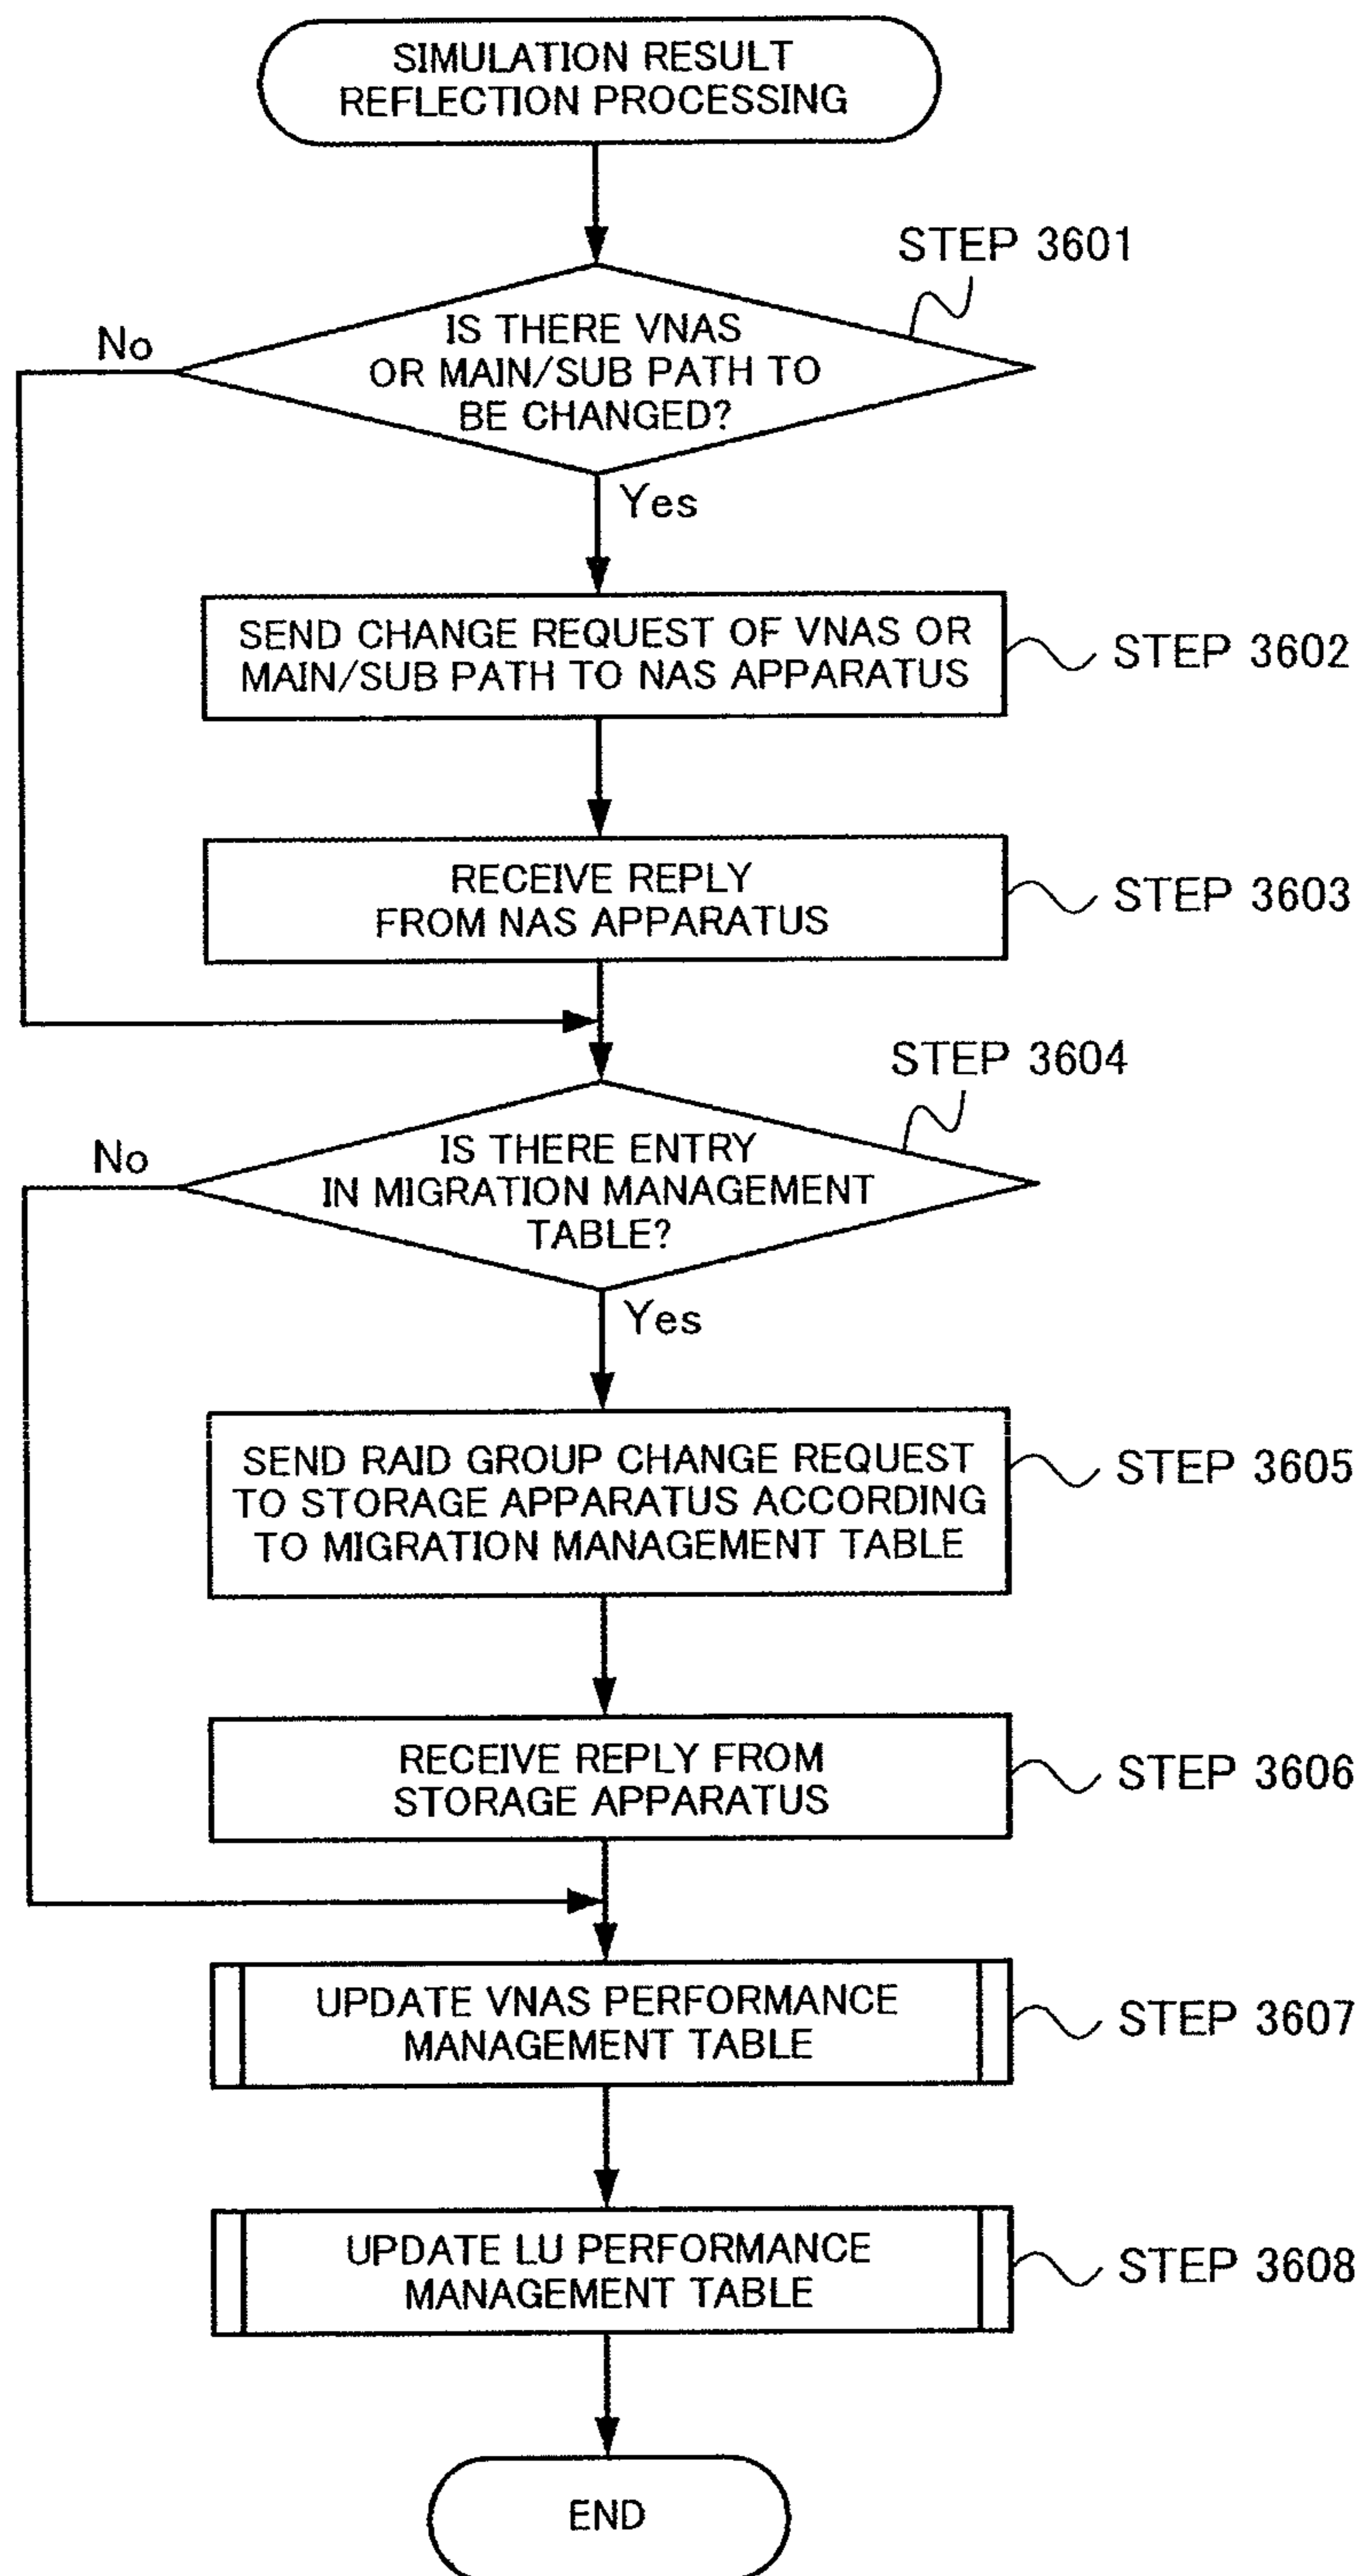 SIMULATION RESULT
REFLECTION PROCESSING
STEP 3601
No
IS THERE VNAS
OR MAIN/SUB PATH TO
BE CHANGED?
Yes
SEND CHANGE REQUEST OF VNAS OR
MAIN/SUB PATH TO NAS APPARATUS
STEP 3602
RECEIVE REPLY
FROM NAS APPARATUS
STEP 3603
STEP 3604
No
IS THERE ENTRY
IN MIGRATION MANAGEMENT
TABLE?
Yes
SEND RAID GROUP CHANGE REQUEST
TO STORAGE APPARATUS ACCORDING
TO MIGRATION MANAGEMENT TABLE
STEP 3605
RECEIVE REPLY FROM
STORAGE APPARATUS
STEP 3606
UPDATE VNAS PERFORMANCE
MANAGEMENT TABLE
STEP 3607
UPDATE LU PERFORMANCE
MANAGEMENT TABLE
STEP 3608
END